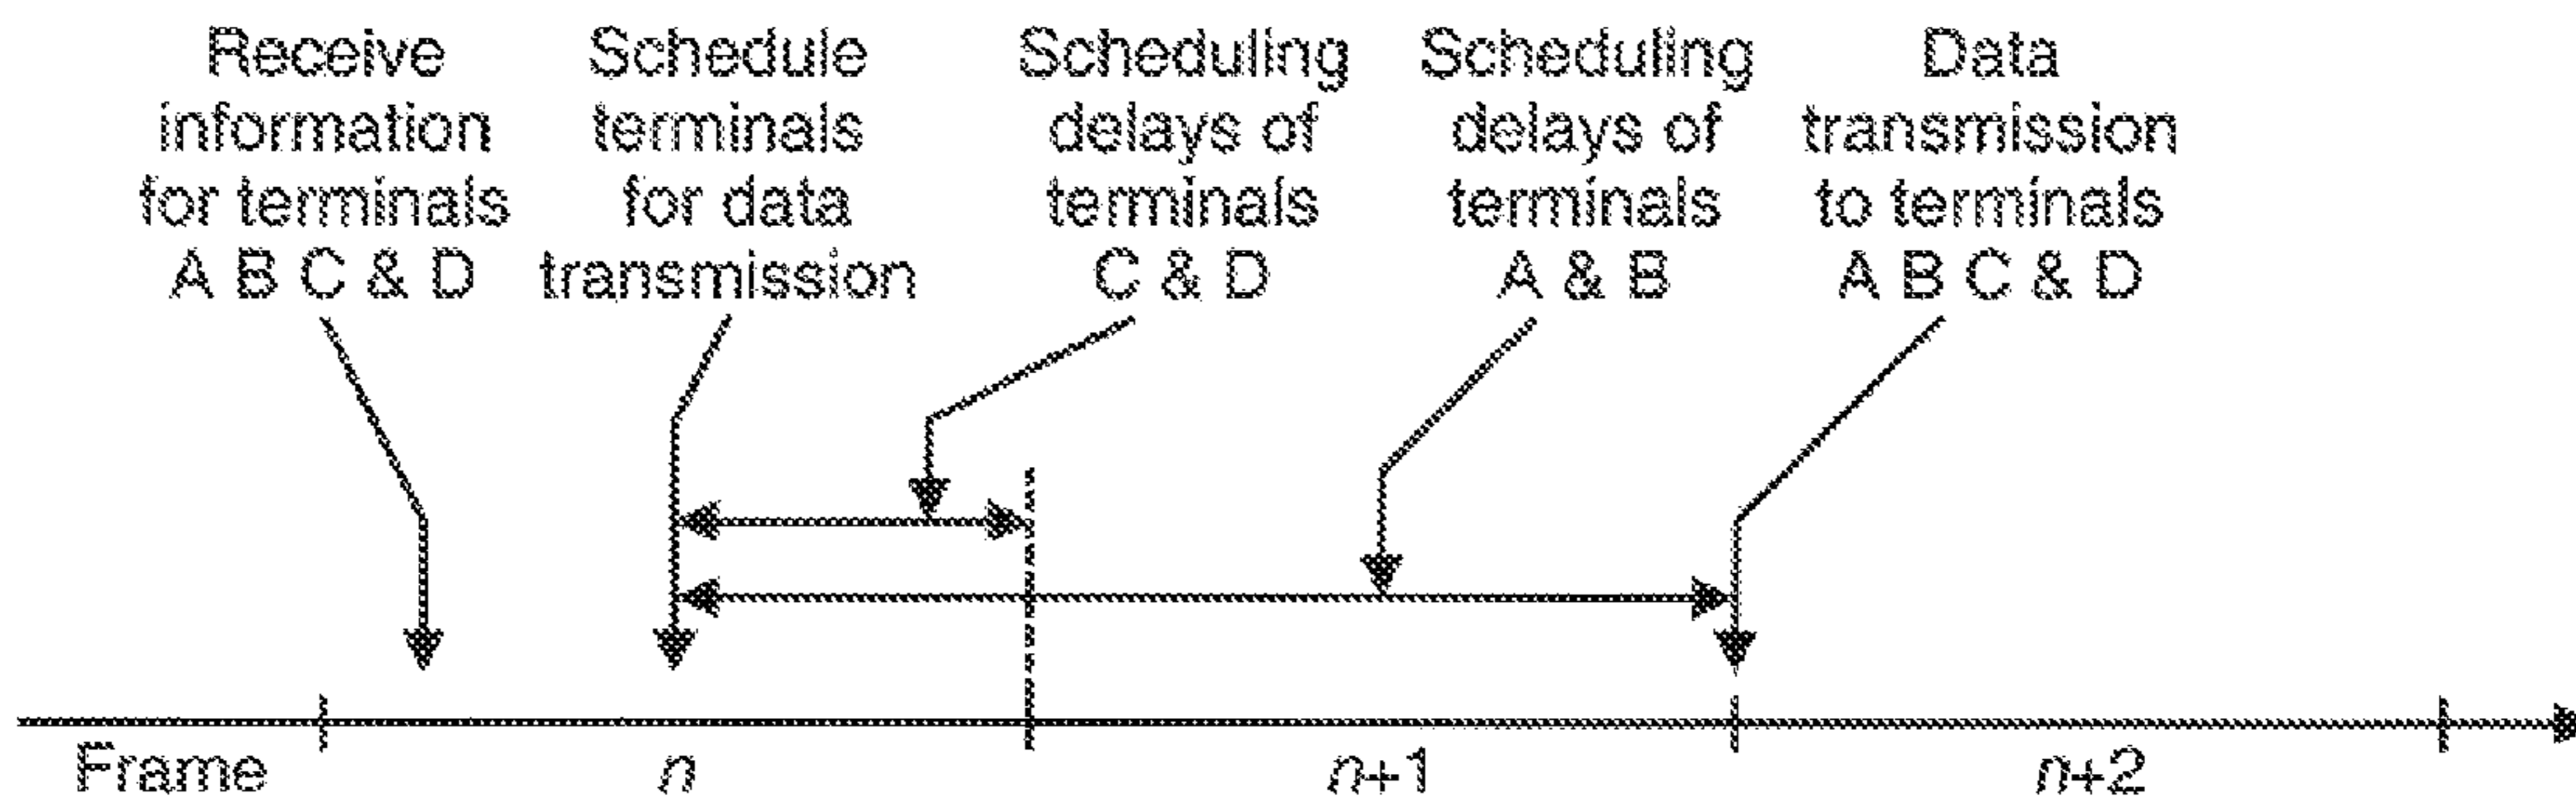 Receive
information
for terminals
A B C & D
Schedule
terminals
for data
transmission
Scheduling
delays of
terminals
C & D
Scheduling
delays of
terminals
A & B
Data
transmission
to terminals
A B C & D
Frame
n
n+1
n+2